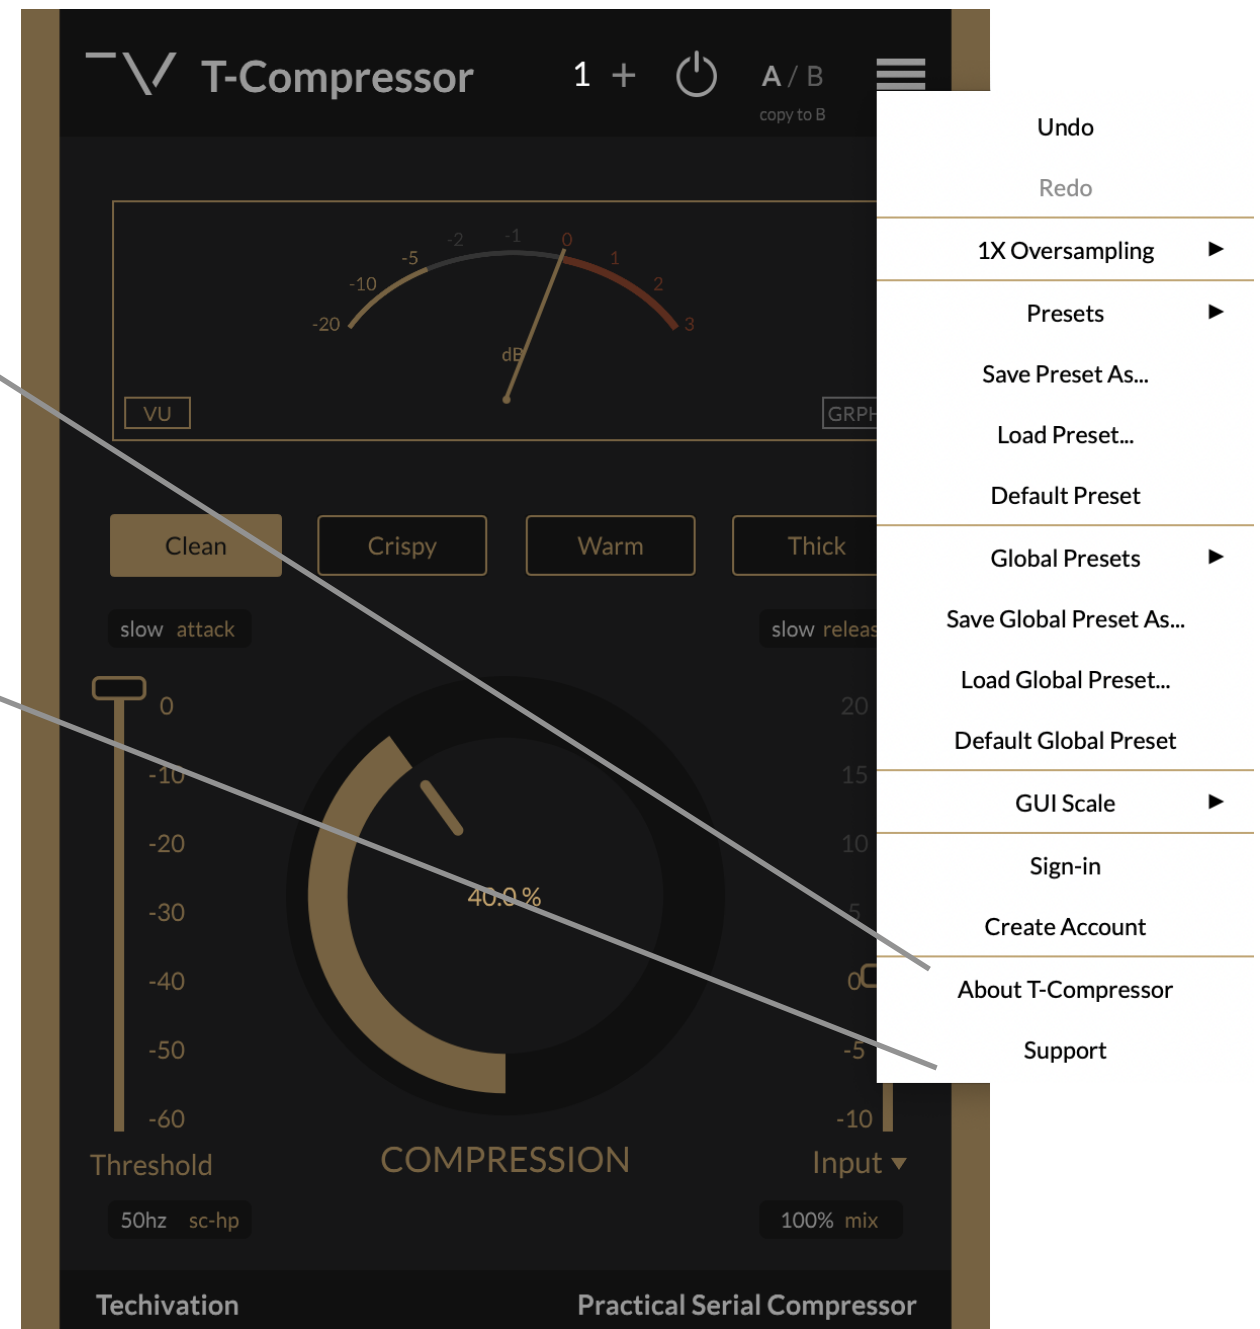 T-Compressor
1 +
A / B
copy to B
Undo
Redo
1X Oversampling
Presets
Save Preset As...
Load Preset...
Default Preset
Global Presets
Save Global Preset As...
Load Global Preset...
Default Global Preset
GUI Scale
Sign-in
Create Account
About T-Compressor
Support
-20 -10 -5 -2 -1 0 1 2 3
dB
VU
GRPH
Clean Crispy Warm Thick
slow attack
slow releas
0
-10
-20
-30
-40
-50
-60
Threshold
40.0 %
COMPRESSION
20
15
10
5
0
-5
-10
Input
50hz sc-hp
100% mix
Techivation
Practical Serial Compressor